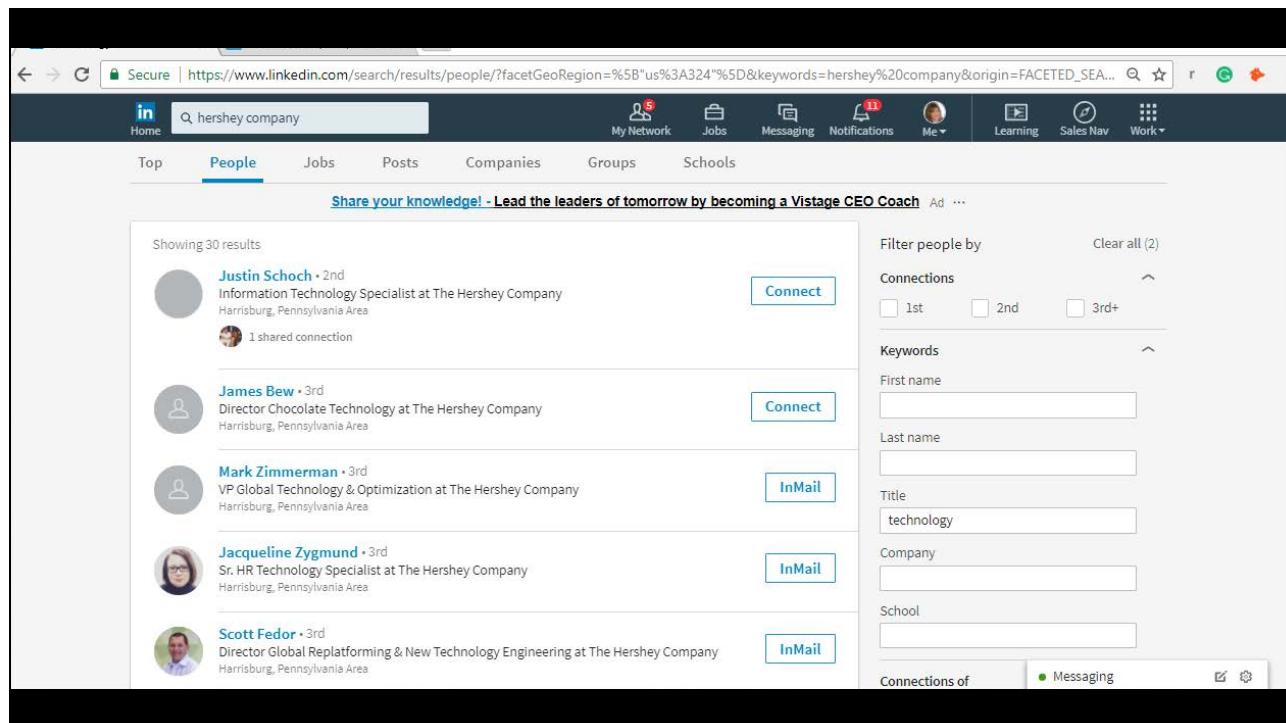 Secure | https://www.linkedin.com/search/results/people/?facetGeoRegion=%5B"us%3A324"%5D&keywords=hershey%20company&origin=FACETED_SEA... r
in hershey company 5 11
Home My Network Jobs Messaging Notifications Me Learning Sales Nav Work
Top People Jobs Posts Companies Groups Schools
Share your knowledge! - Lead the leaders of tomorrow by becoming a Vistage CEO Coach Ad ...
Showing 30 results
Justin Schoch • 2nd
Information Technology Specialist at The Hershey Company
Harrisburg, Pennsylvania Area
1 shared connection
Connect
James Bew • 3rd
Director Chocolate Technology at The Hershey Company
Harrisburg, Pennsylvania Area
Connect
Mark Zimmerman • 3rd
VP Global Technology & Optimization at The Hershey Company
Harrisburg, Pennsylvania Area
InMail
Jacqueline Zygmund • 3rd
Sr. HR Technology Specialist at The Hershey Company
Harrisburg, Pennsylvania Area
InMail
Scott Fedor • 3rd
Director Global Replatforming & New Technology Engineering at The Hershey Company
Harrisburg, Pennsylvania Area
InMail
Filter people by Clear all (2)
Connections
1st 2nd 3rd+
Keywords
First name
Last name
Title
technology
Company
School
Connections of
Messaging